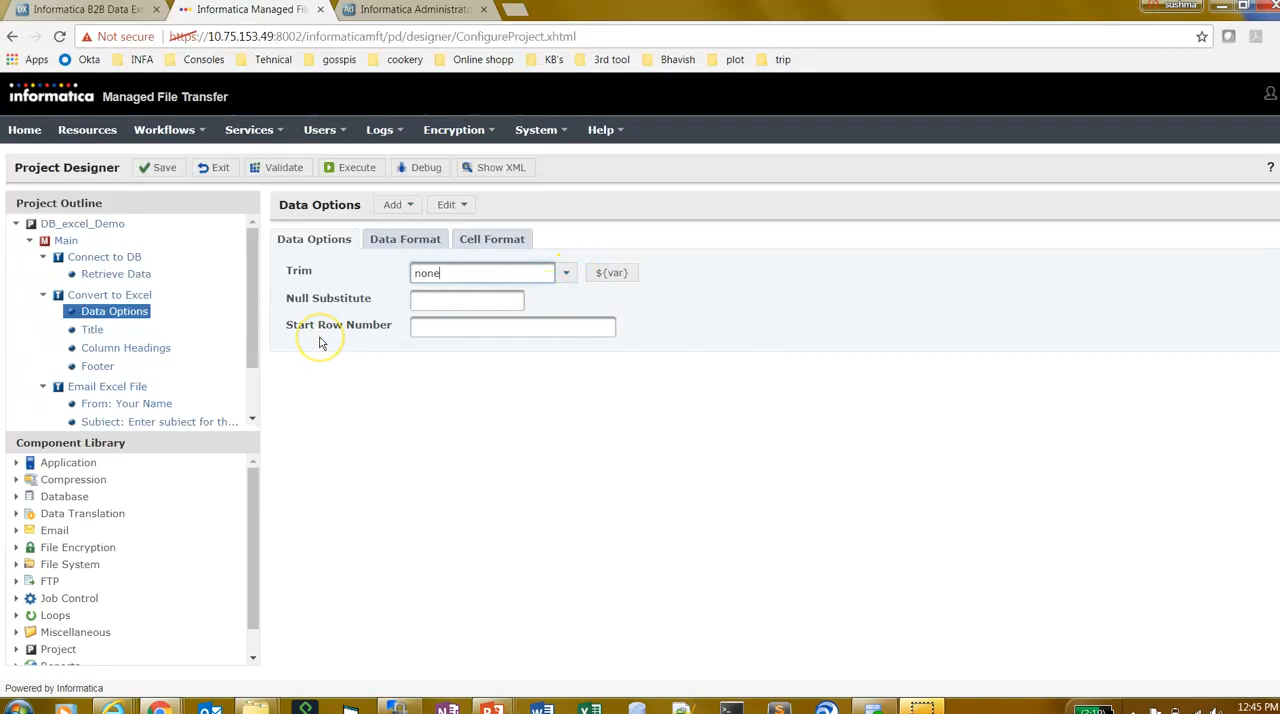 Informatica B2B Data Ex
Informatica Managed File
Informatica Administrato
sushma
Not secure
https://10.75.153.49:8002/informaticamft/pd/designer/ConfigureProject.xhtml
Apps Okta INFA Consoles Tehnical gosspis cookery Online shopp KB's 3rd tool Bhavish plot trip
informatica Managed File Transfer
Home Resources Workflows Services Users Logs Encryption System Help
Project Designer Save Exit Validate Execute Debug Show XML ?
Project Outline
DB_excel_Demo
Main
Connect to DB
Retrieve Data
Convert to Excel
Data Options
Title
Column Headings
Footer
Email Excel File
From: Your Name
Subject: Enter subject for th...
Component Library
Application
Compression
Database
Data Translation
Email
File Encryption
File System
FTP
Job Control
Loops
Miscellaneous
Project
Data Options Add Edit
Data Options Data Format Cell Format
Trim none ${var}
Null Substitute
Start Row Number
Powered by Informatica
12:45 PM